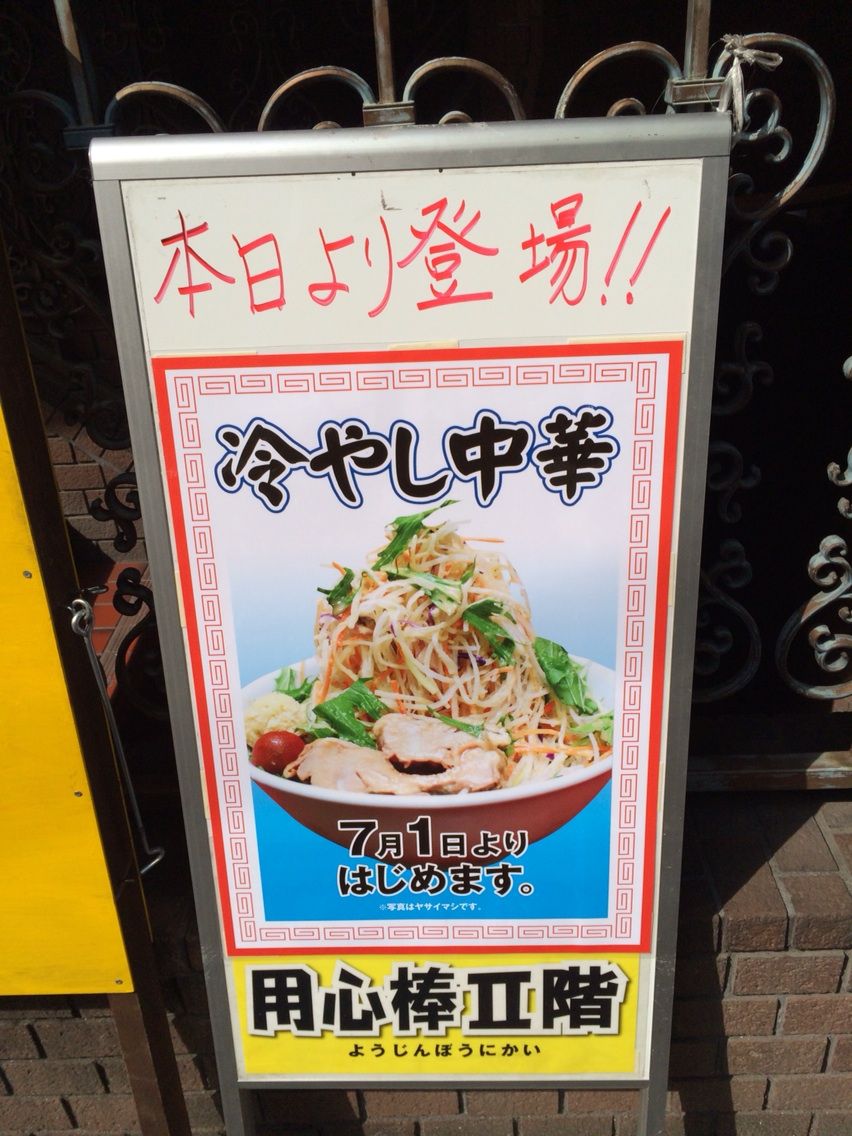 本日より登場!!
冷やし中華
7月1日より
はじめます。
※写真はヤサイマシです。
用心棒II階
ようじんぼうにかい